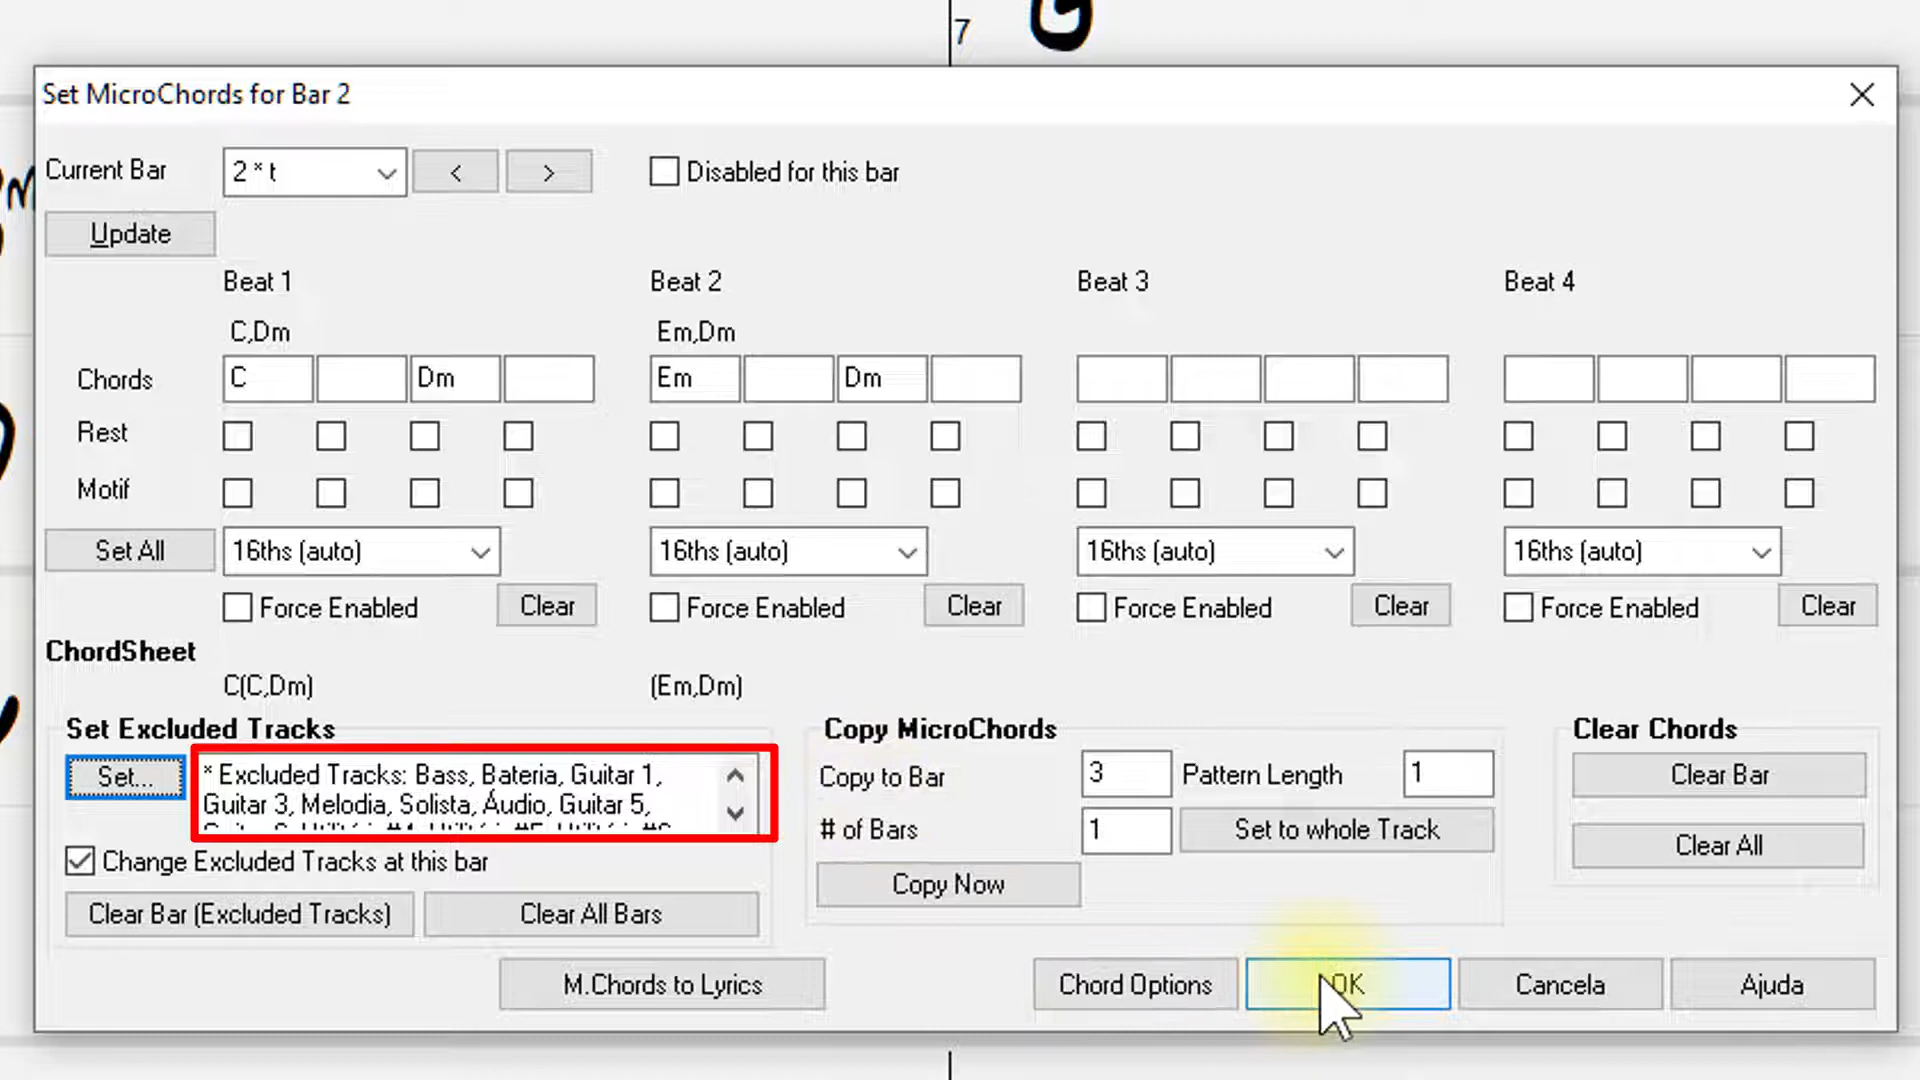 7
G
Set MicroChords for Bar 2
Current Bar 2 * t < > Disabled for this bar
Update
Beat 1 Beat 2 Beat 3 Beat 4
C,Dm Em,Dm
Chords C Dm Em Dm
Rest
Motif
Set All 16ths (auto) 16ths (auto) 16ths (auto) 16ths (auto)
Force Enabled Clear Force Enabled Clear Force Enabled Clear Force Enabled Clear
ChordSheet
C(C,Dm) (Em,Dm)
Set Excluded Tracks Copy MicroChords Clear Chords
Set... * Excluded Tracks: Bass, Bateria, Guitar 1,
Guitar 3, Melodia, Solista, Áudio, Guitar 5,
Copy to Bar 3 Pattern Length 1 Clear Bar
# of Bars 1 Set to whole Track Clear All
Change Excluded Tracks at this bar
Copy Now
Clear Bar (Excluded Tracks) Clear All Bars
M.Chords to Lyrics Chord Options OK Cancela Ajuda